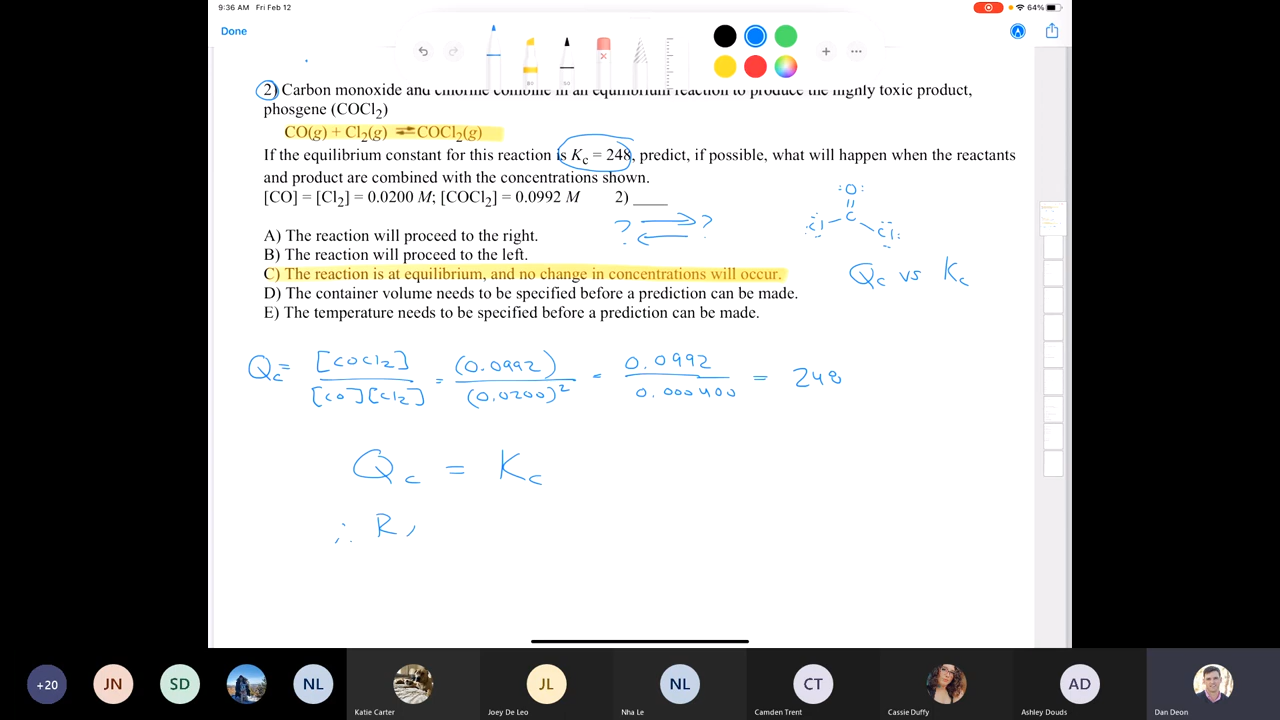 9:36 AM Fri Feb 12
64%
Done
2) Carbon monoxide and chlorine combine in an equilibrium reaction to produce the highly toxic product,
phosgene (COCl₂)
CO(g) + Cl₂(g) ⇌ COCl₂(g)
If the equilibrium constant for this reaction is Kc = 248, predict, if possible, what will happen when the reactants
and product are combined with the concentrations shown.
[CO] = [Cl₂] = 0.0200 M; [COCl₂] = 0.0992 M 2) ____
:O:
||
C
? ⇌ ?
Cl
Cl
A) The reaction will proceed to the right.
B) The reaction will proceed to the left.
C) The reaction is at equilibrium, and no change in concentrations will occur.
Qc vs Kc
D) The container volume needs to be specified before a prediction can be made.
E) The temperature needs to be specified before a prediction can be made.
Qc = [COCl₂] / [CO][Cl₂] = (0.0992) / (0.0200)² = 0.0992 / 0.000400 = 248
Qc = Kc
∴ R
+20
JN
SD
NL
JL
NL
CT
AD
Katie Carter
Joey De Leo
Nha Le
Camden Trent
Cassie Duffy
Ashley Douds
Dan Deon